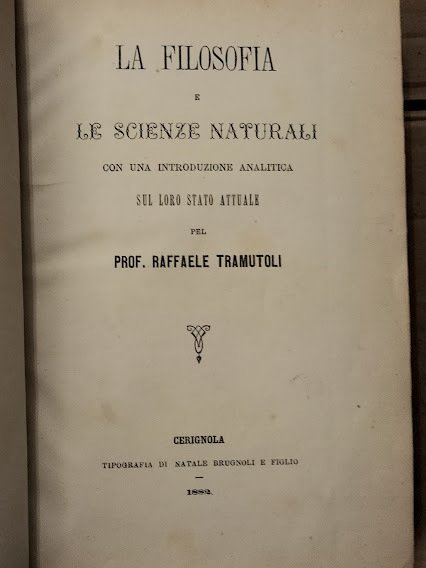 LA FILOSOFIA
E
LE SCIENZE NATURALI
CON UNA INTRODUZIONE ANALITICA
SUL LORO STATO ATTUALE
PEL
PROF. RAFFAELE TRAMUTOLI
CERIGNOLA
TIPOGRAFIA DI NATALE BRUGNOLI E FIGLIO
1882.